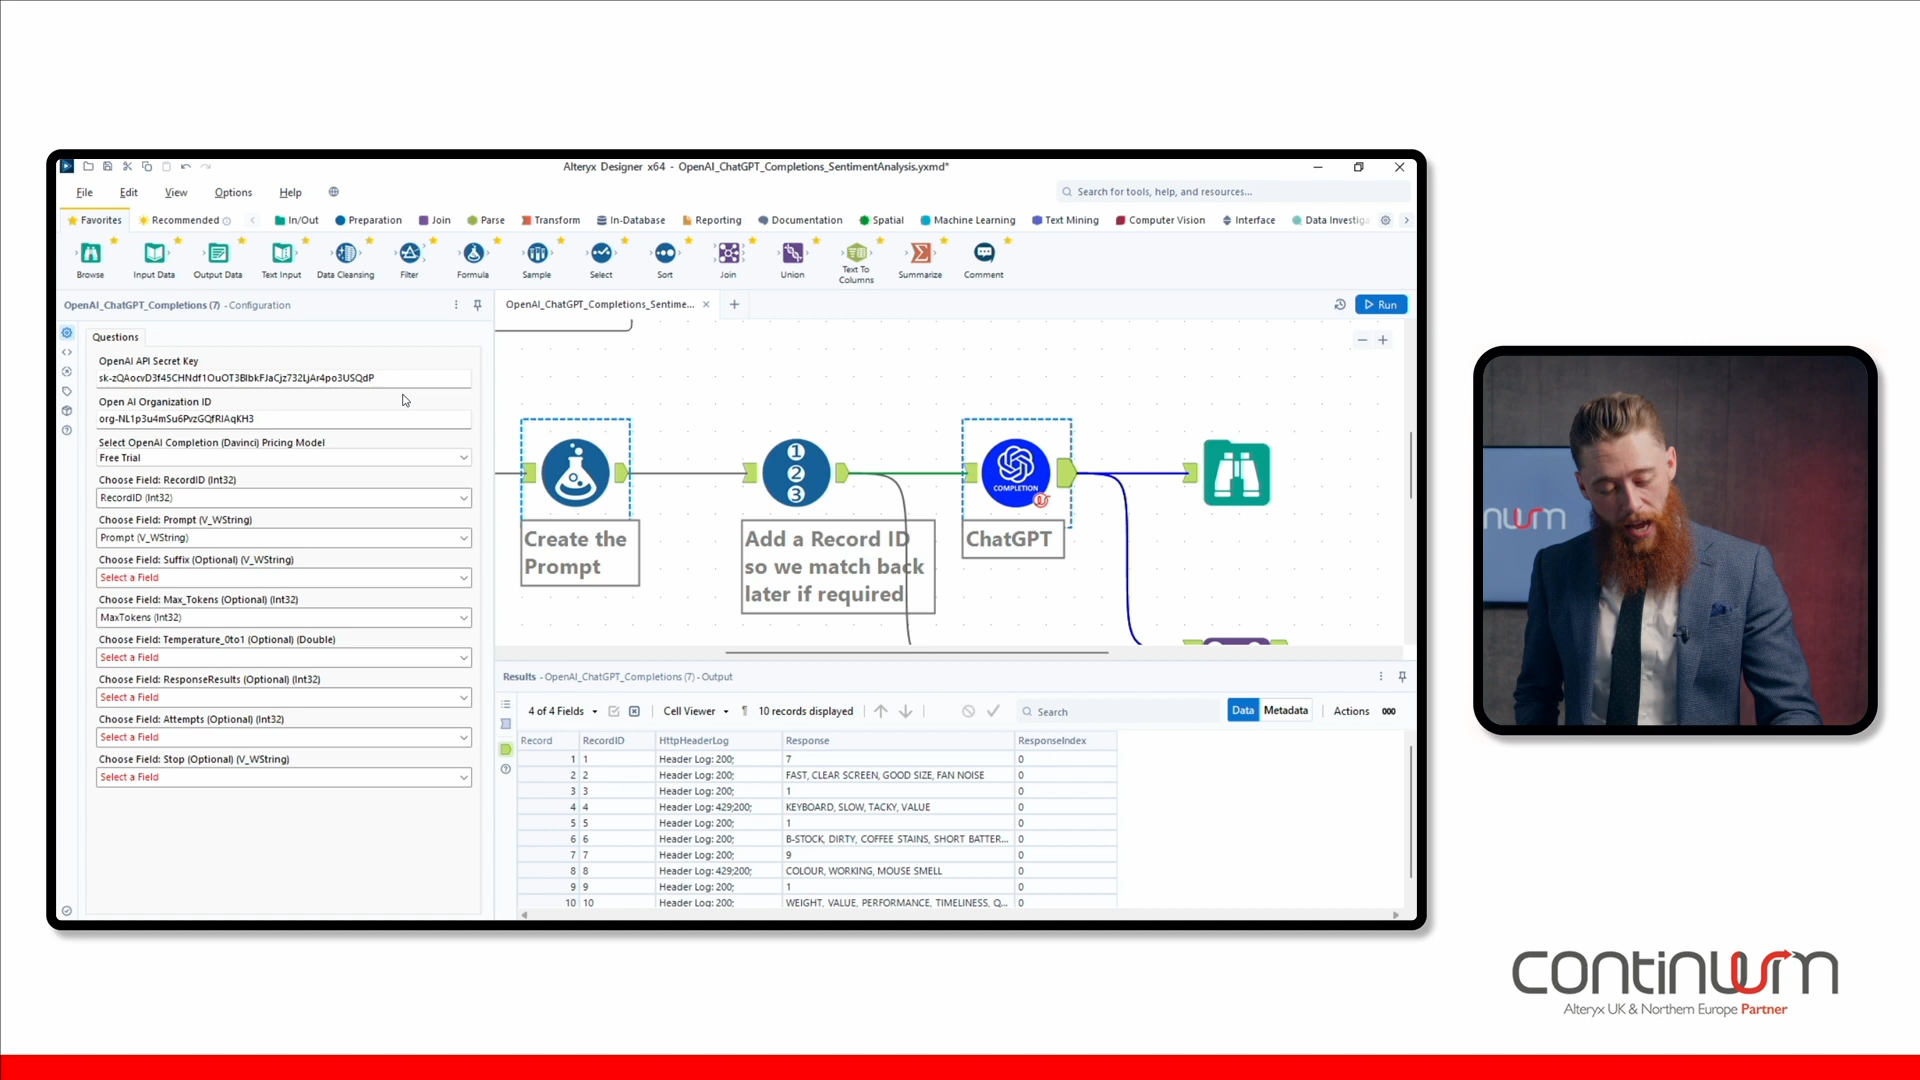 Alteryx Designer x64 - OpenAI_ChatGPT_Completions_SentimentAnalysis.yxmd*
File Edit View Options Help
Search for tools, help, and resources...
Favorites Recommended In/Out Preparation Join Parse Transform In-Database Reporting Documentation Spatial Machine Learning Text Mining Computer Vision Interface Data Investiga
Browse Input Data Output Data Text Input Data Cleansing Filter Formula Sample Select Sort Join Union Text To Columns Summarize Comment
OpenAI_ChatGPT_Completions (7) - Configuration
OpenAI_ChatGPT_Completions_Sentime...
Run
Questions
OpenAI API Secret Key
Open AI Organization ID
Select OpenAI Completion (Davinci) Pricing Model
Free Trial
Choose Field: RecordID (Int32)
RecordID (Int32)
Choose Field: Prompt (V_WString)
Prompt (V_WString)
Choose Field: Suffix (Optional) (V_WString)
Select a Field
Choose Field: Max_Tokens (Optional) (Int32)
MaxTokens (Int32)
Choose Field: Temperature_0to1 (Optional) (Double)
Select a Field
Choose Field: ResponseResults (Optional) (Int32)
Select a Field
Choose Field: Attempts (Optional) (Int32)
Select a Field
Choose Field: Stop (Optional) (V_WString)
Select a Field
1
2
3
COMPLETION
Create the
Prompt
Add a Record ID
so we match back
later if required
ChatGPT
Results - OpenAI_ChatGPT_Completions (7) - Output
4 of 4 Fields Cell Viewer 10 records displayed Search Data Metadata Actions
Record RecordID HttpHeaderLog Response ResponseIndex
1 1 Header Log: 200; 7 0
2 2 Header Log: 200; FAST, CLEAR SCREEN, GOOD SIZE, FAN NOISE 0
3 3 Header Log: 200; 1 0
4 4 Header Log: 429;200; KEYBOARD, SLOW, TACKY, VALUE 0
5 5 Header Log: 200; 1 0
6 6 Header Log: 200; B-STOCK, DIRTY, COFFEE STAINS, SHORT BATTER... 0
7 7 Header Log: 200; 9 0
8 8 Header Log: 429;200; COLOUR, WORKING, MOUSE SMELL 0
9 9 Header Log: 200; 1 0
10 10 Header Log: 200; WEIGHT, VALUE, PERFORMANCE, TIMELINESS, Q... 0
continuum
Alteryx UK & Northern Europe Partner